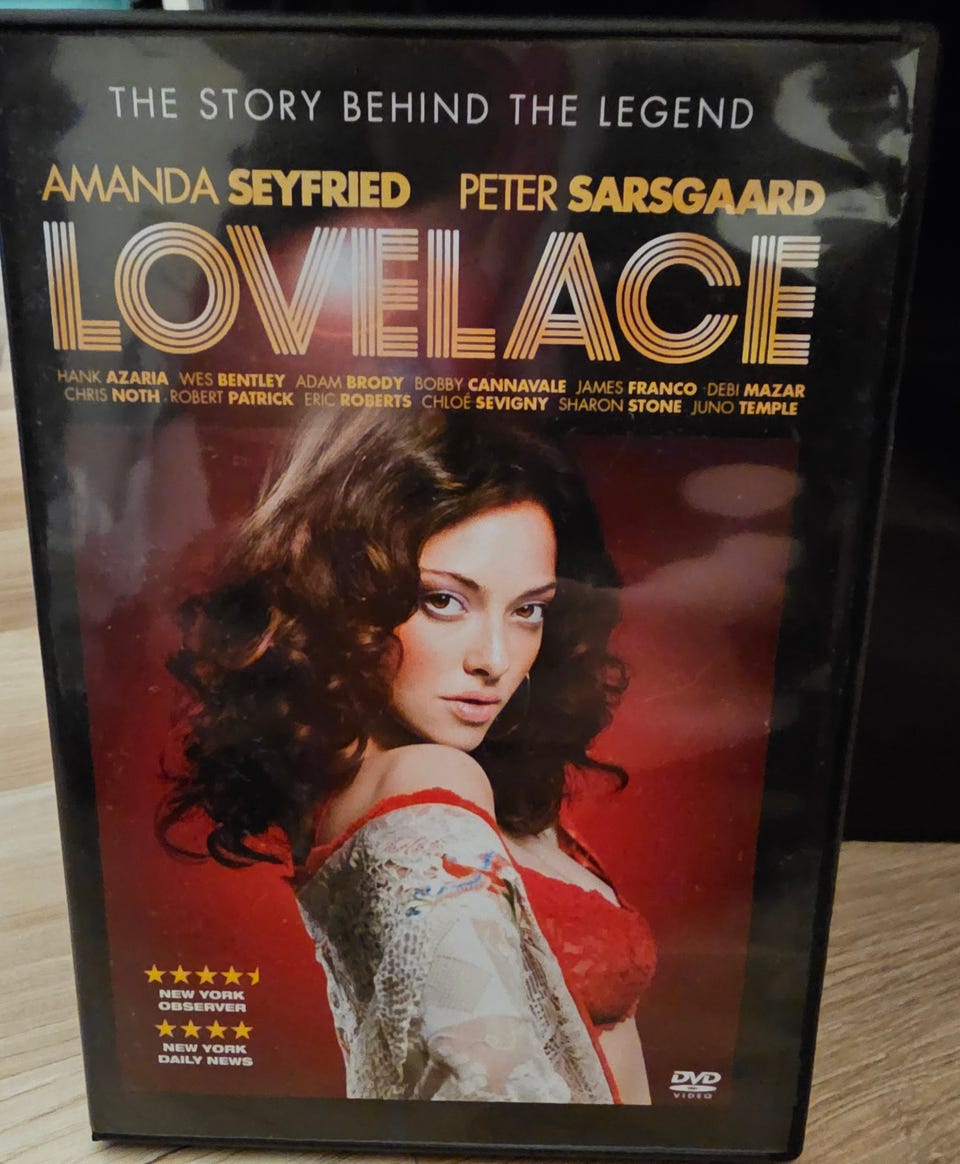 THE STORY BEHIND THE LEGEND
AMANDA SEYFRIED PETER SARSGAARD
LOVELACE
HANK AZARIA WES BENTLEY ADAM BRODY BOBBY CANNAVALE JAMES FRANCO DEBI MAZAR
CHRIS NOTH ROBERT PATRICK ERIC ROBERTS CHLOË SEVIGNY SHARON STONE JUNO TEMPLE
NEW YORK
OBSERVER
NEW YORK
DAILY NEWS
DVD
VIDEO